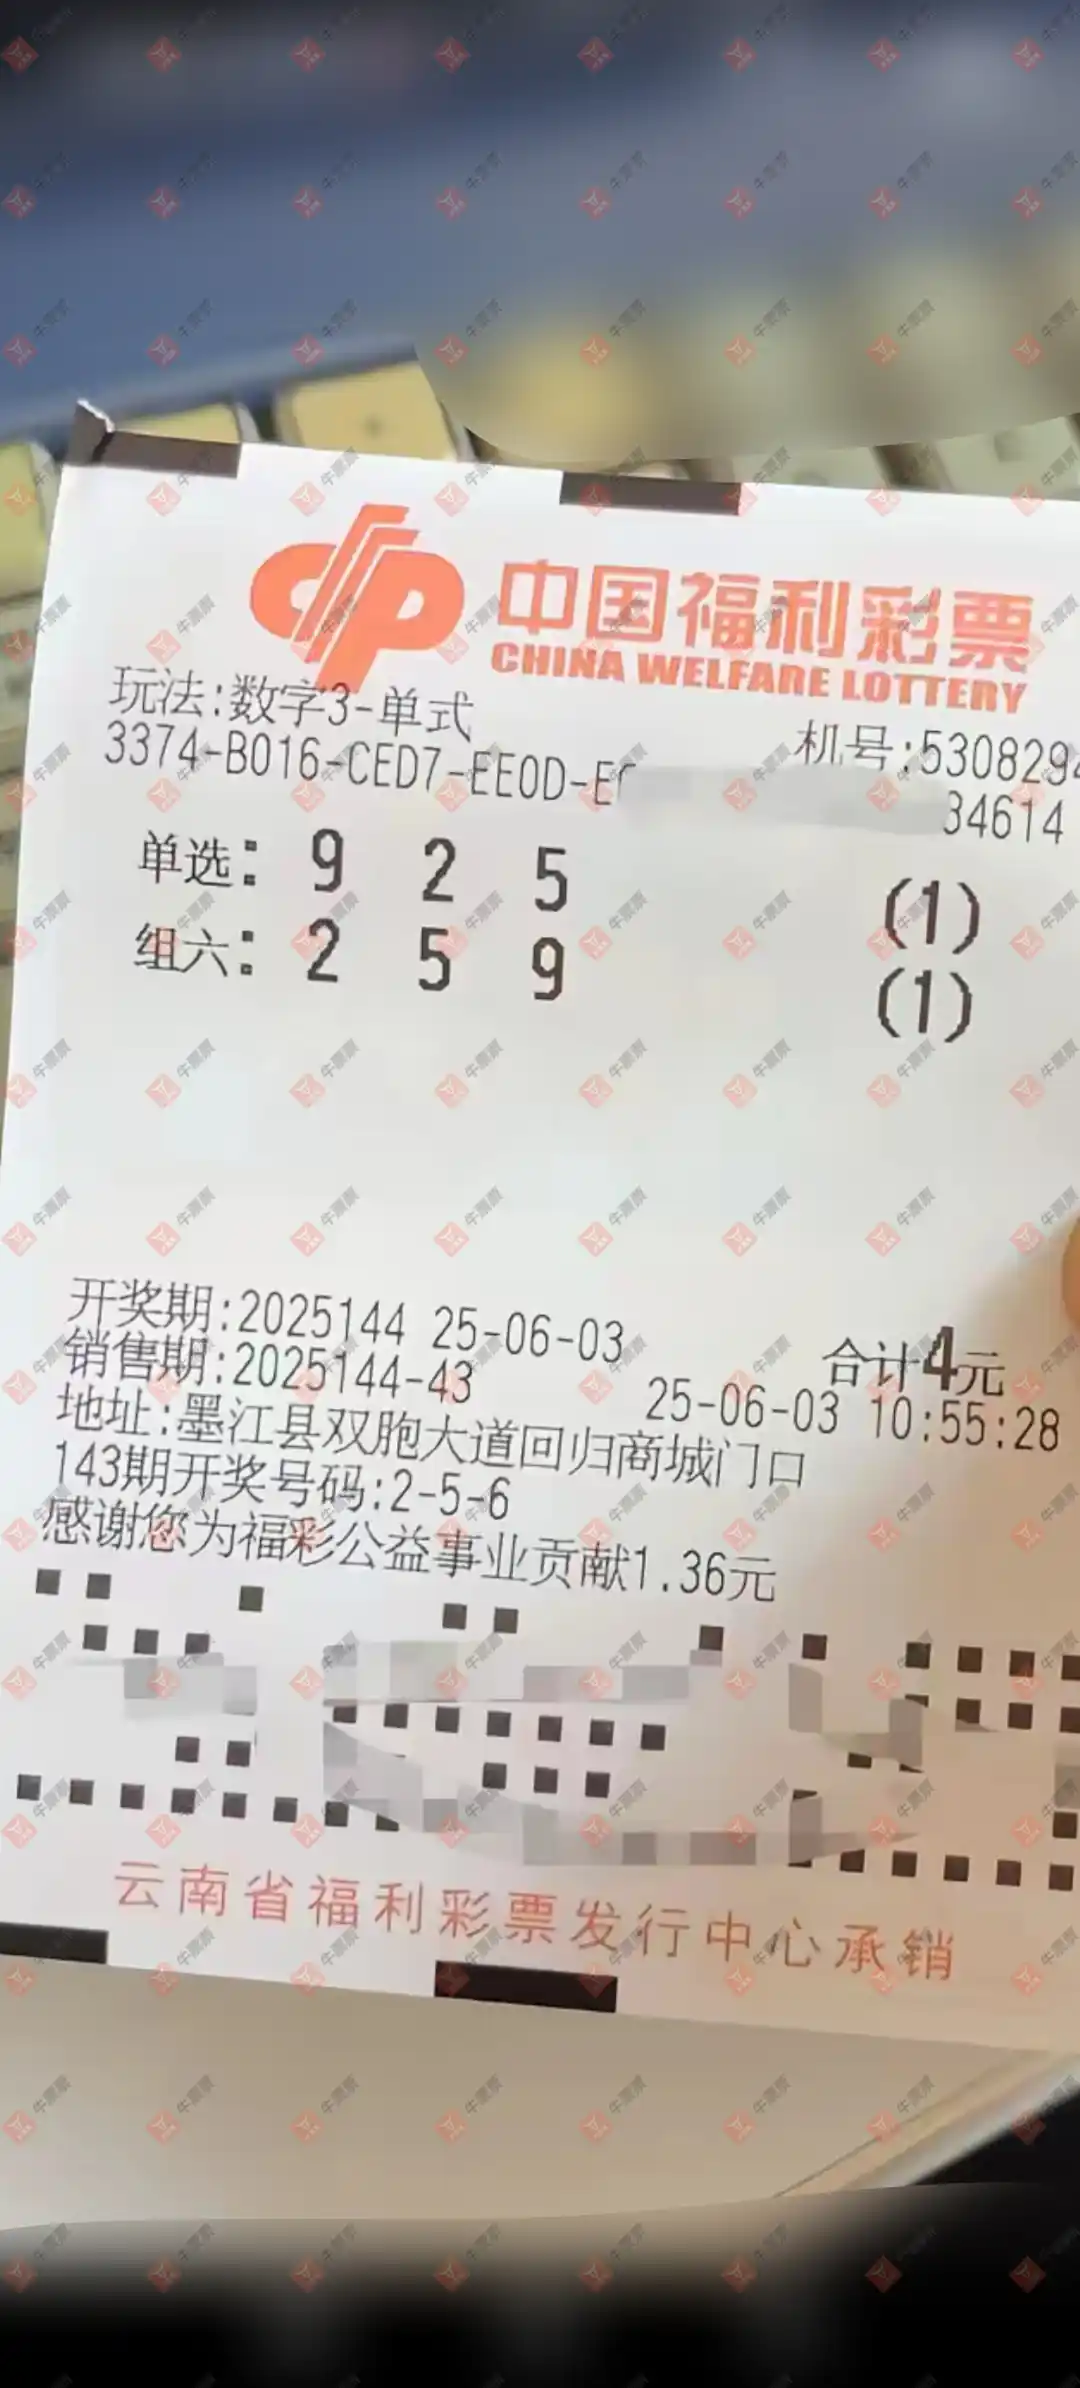 中国福利彩票
CHINA WELFARE LOTTERY
玩法:数字3-单式
机号:5308294
3374-B016-CED7-EE0D-E
34614
单选: 9 2 5 (1)
组六: 2 5 9 (1)
开奖期:2025144 25-06-03
合计4元
销售期:2025144-43
25-06-03 10:55:28
地址:墨江县双胞大道回归商城门口
143期开奖号码:2-5-6
感谢您为福彩公益事业贡献1.36元
云南省福利彩票发行中心承销